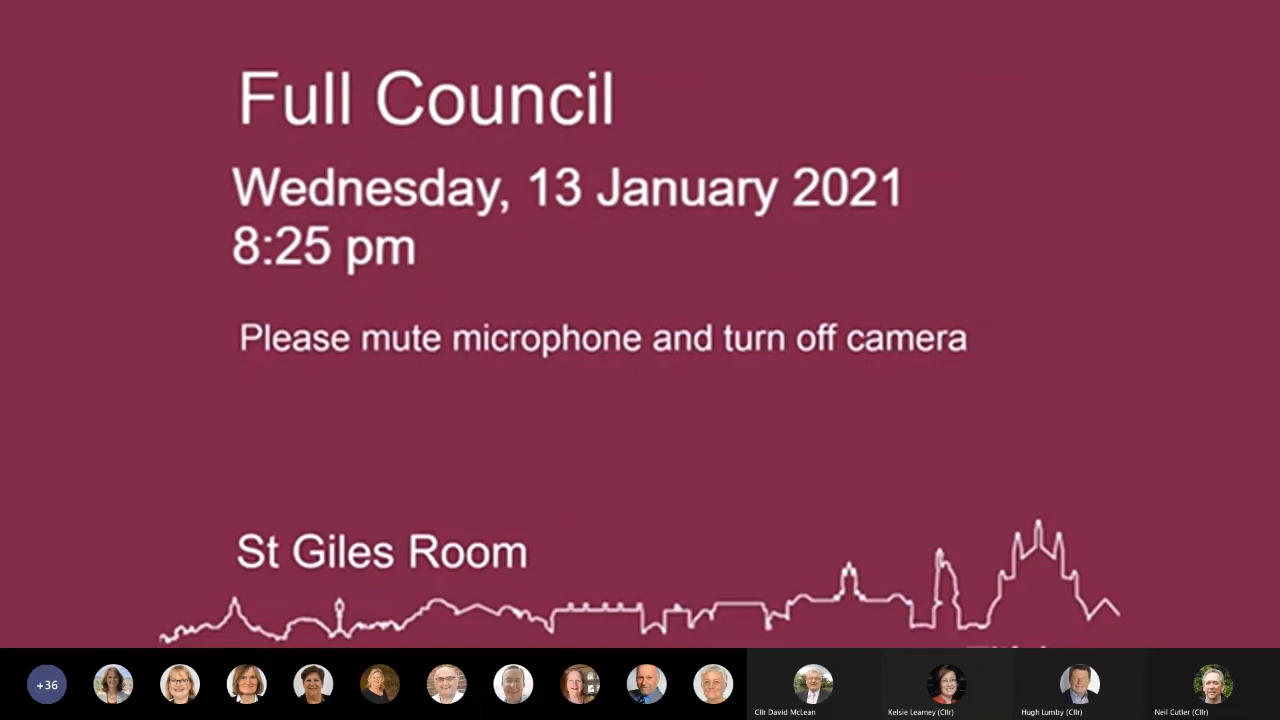 Full Council
Wednesday, 13 January 2021
8:25 pm
Please mute microphone and turn off camera
St Giles Room
+36
Cllr David McLean
Kelsie Learney (Cllr)
Hugh Lumby (Cllr)
Neil Cutler (Cllr)